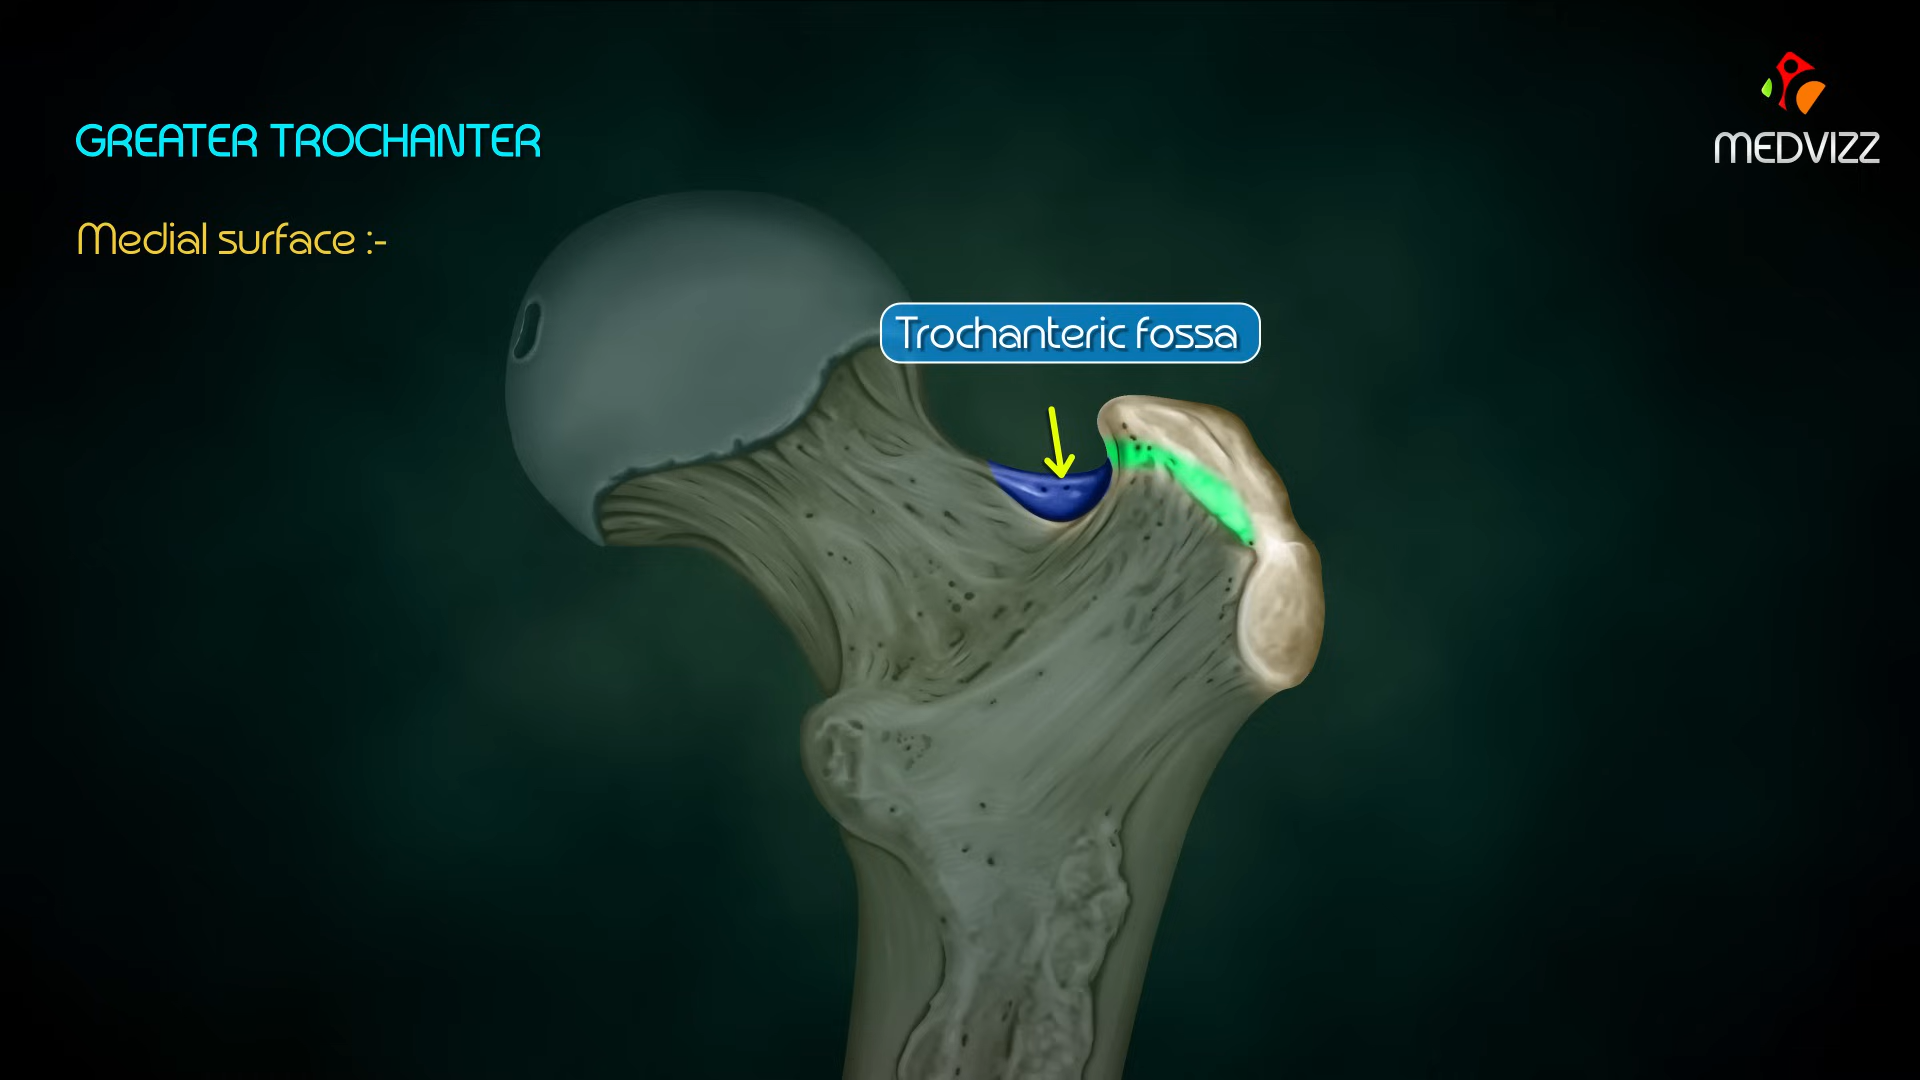 GREATER TROCHANTER
MEDVIZZ
Medial surface :-
Trochanteric fossa